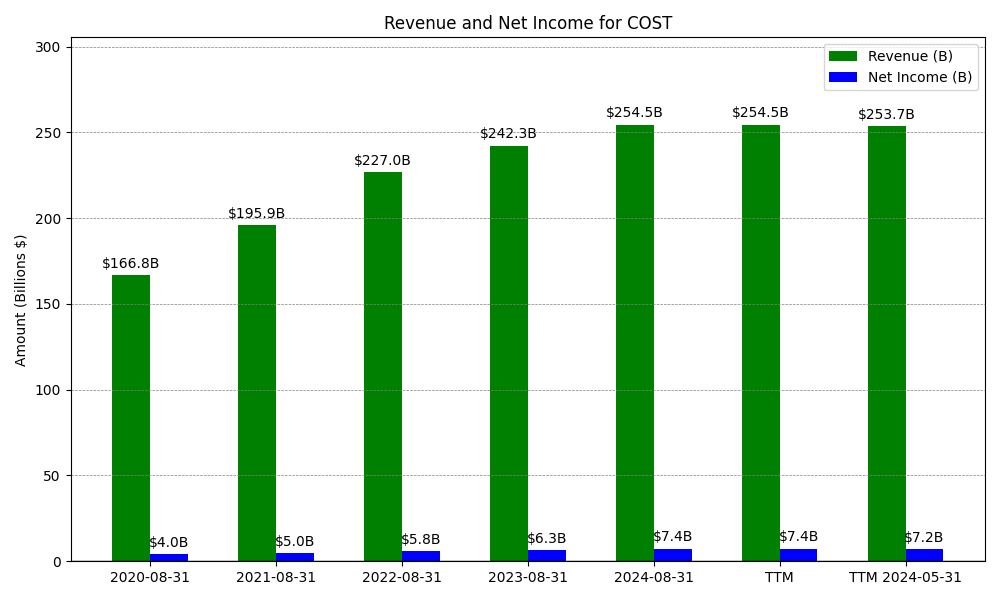 Revenue and Net Income for COST
Revenue (B)
Net Income (B)
Amount (Billions $)
300
250
200
150
100
50
0
$166.8B
$195.9B
$227.0B
$242.3B
$254.5B
$254.5B
$253.7B
$4.0B
$5.0B
$5.8B
$6.3B
$7.4B
$7.4B
$7.2B
2020-08-31
2021-08-31
2022-08-31
2023-08-31
2024-08-31
TTM
TTM 2024-05-31